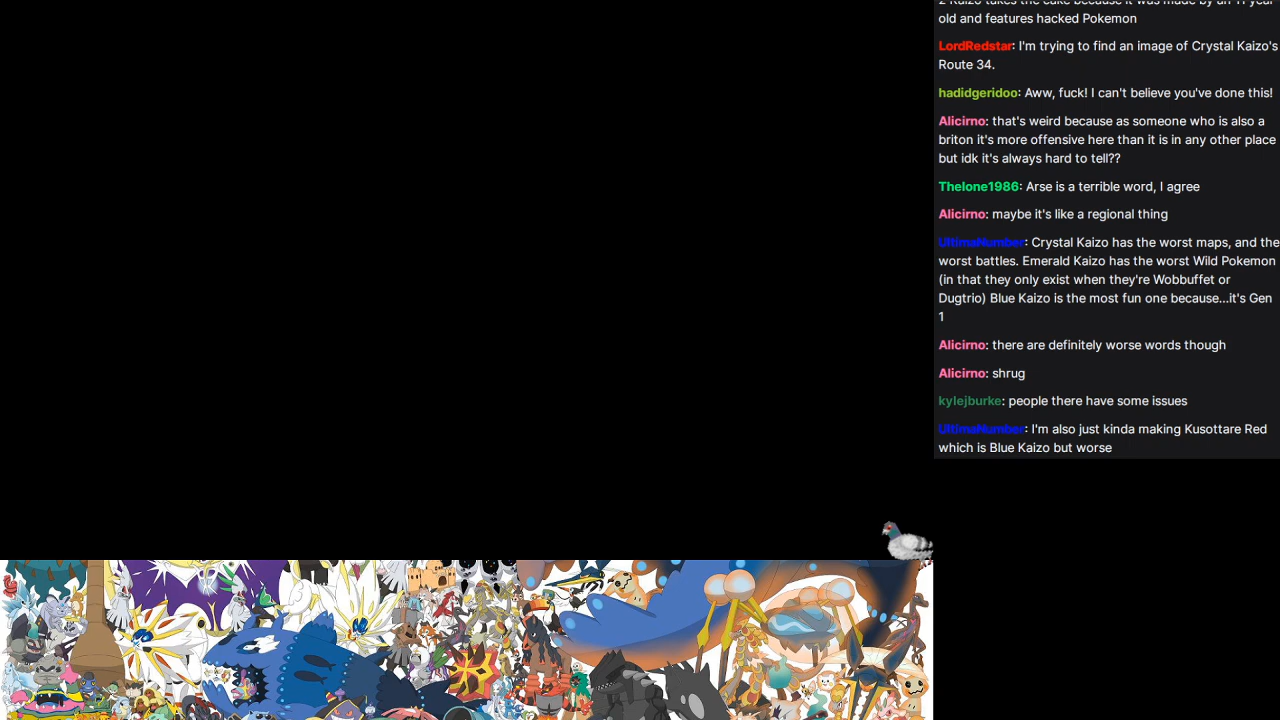 old and features hacked Pokemon
LordRedstar: I'm trying to find an image of Crystal Kaizo's
Route 34.
hadidgeridoo: Aww, fuck! I can't believe you've done this!
Alicirno: that's weird because as someone who is also a
briton it's more offensive here than it is in any other place
but idk it's always hard to tell??
Thelone1986: Arse is a terrible word, I agree
Alicirno: maybe it's like a regional thing
UltimaNumber: Crystal Kaizo has the worst maps, and the
worst battles. Emerald Kaizo has the worst Wild Pokemon
(in that they only exist when they're Wobbuffet or
Dugtrio) Blue Kaizo is the most fun one because...it's Gen
1
Alicirno: there are definitely worse words though
Alicirno: shrug
kylejburke: people there have some issues
UltimaNumber: I'm also just kinda making Kusottare Red
which is Blue Kaizo but worse